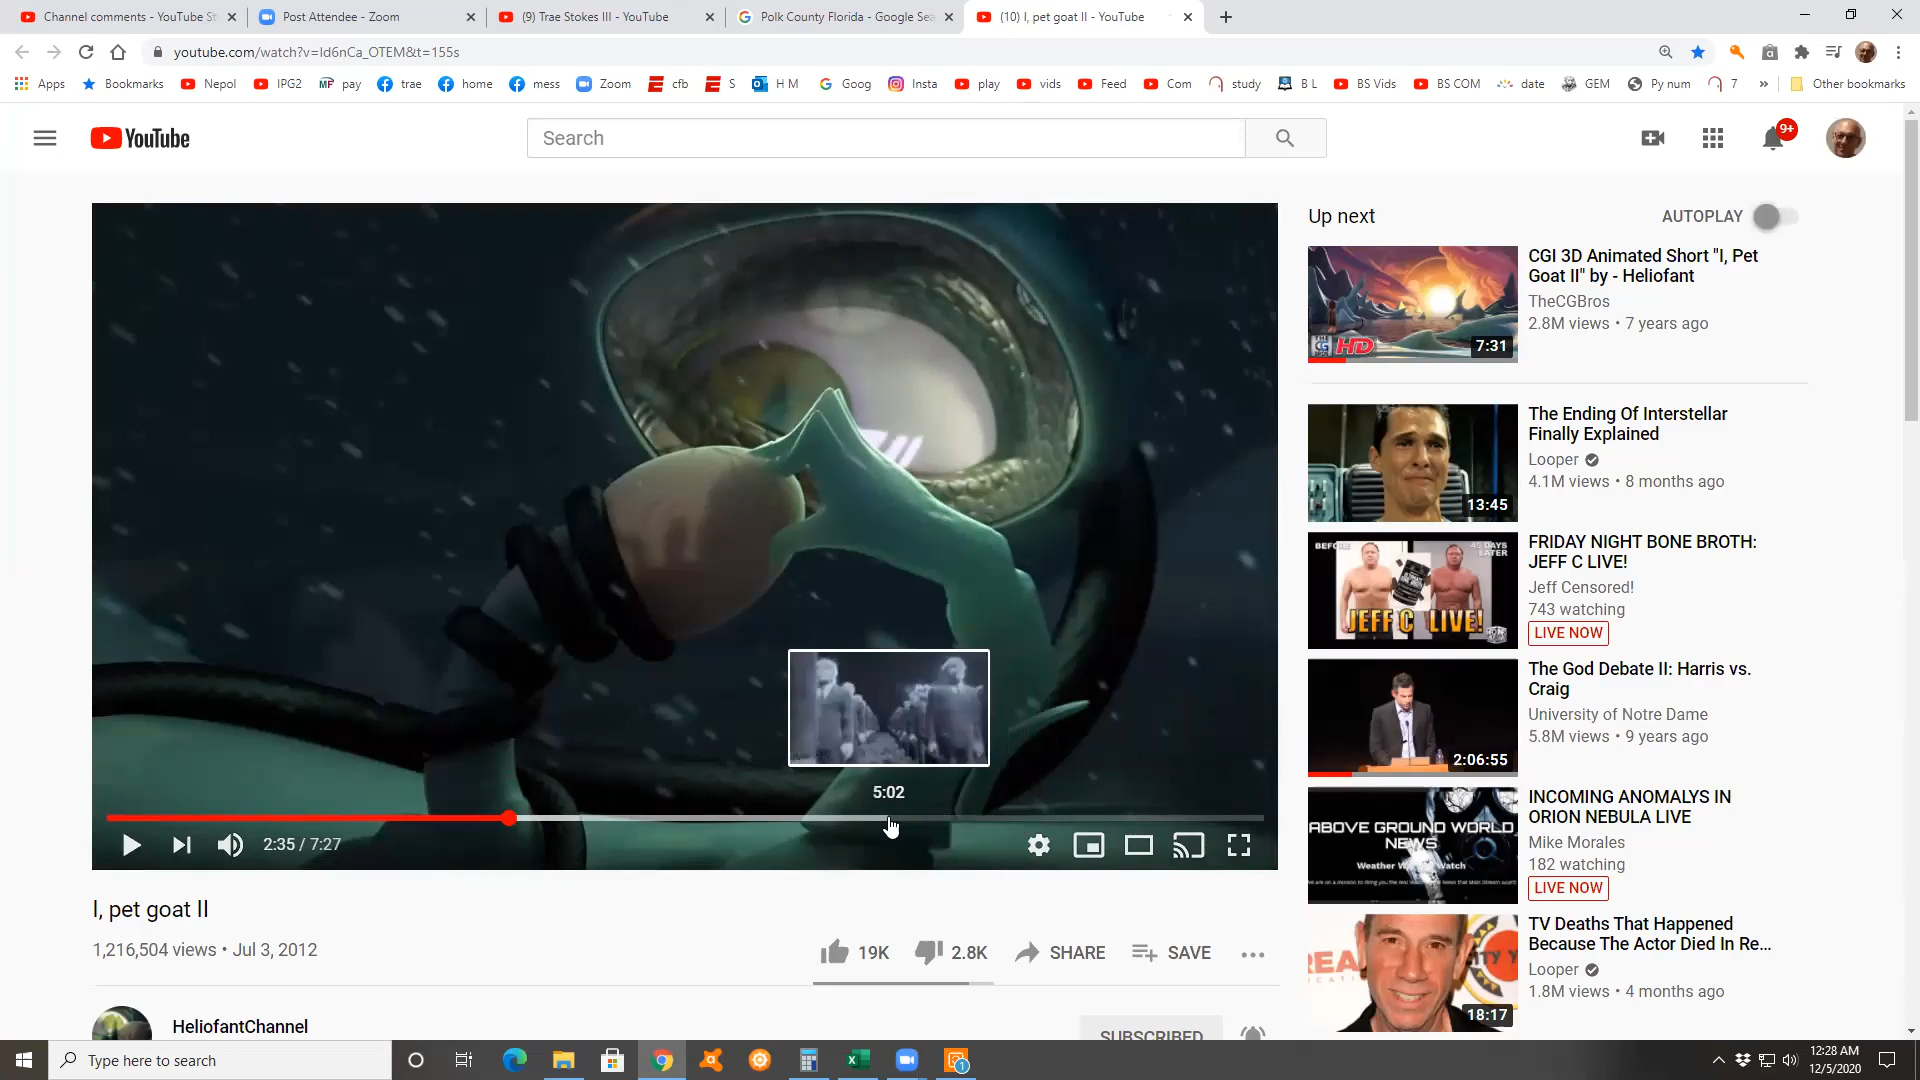 Channel comments - YouTube St
Post Attendee - Zoom
(9) Trae Stokes III - YouTube
Polk County Florida - Google Sea
(10) I, pet goat II - YouTube
youtube.com/watch?v=Id6nCa_OTEM&t=155s
Apps Bookmarks Nepol IPG2 MF pay trae home mess Zoom cfb S H M Goog Insta play vids Feed Com study B L BS Vids BS COM date GEM Py num 7 » Other bookmarks
YouTube
Search
9+
5:02
2:35 / 7:27
I, pet goat II
1,216,504 views • Jul 3, 2012
19K 2.8K SHARE SAVE
HeliofantChannel
SUBSCRIBED
Up next
AUTOPLAY
HD
7:31
CGI 3D Animated Short "I, Pet
Goat II" by - Heliofant
TheCGBros
2.8M views • 7 years ago
13:45
The Ending Of Interstellar
Finally Explained
Looper
4.1M views • 8 months ago
45 DAYS
LATER
JEFF C LIVE!
FRIDAY NIGHT BONE BROTH:
JEFF C LIVE!
Jeff Censored!
743 watching
LIVE NOW
2:06:55
The God Debate II: Harris vs.
Craig
University of Notre Dame
5.8M views • 9 years ago
ABOVE GROUND WORLD
NEWS
INCOMING ANOMALYS IN
ORION NEBULA LIVE
Mike Morales
182 watching
LIVE NOW
18:17
TV Deaths That Happened
Because The Actor Died In Re...
Looper
1.8M views • 4 months ago
Type here to search
1
12:28 AM
12/5/2020